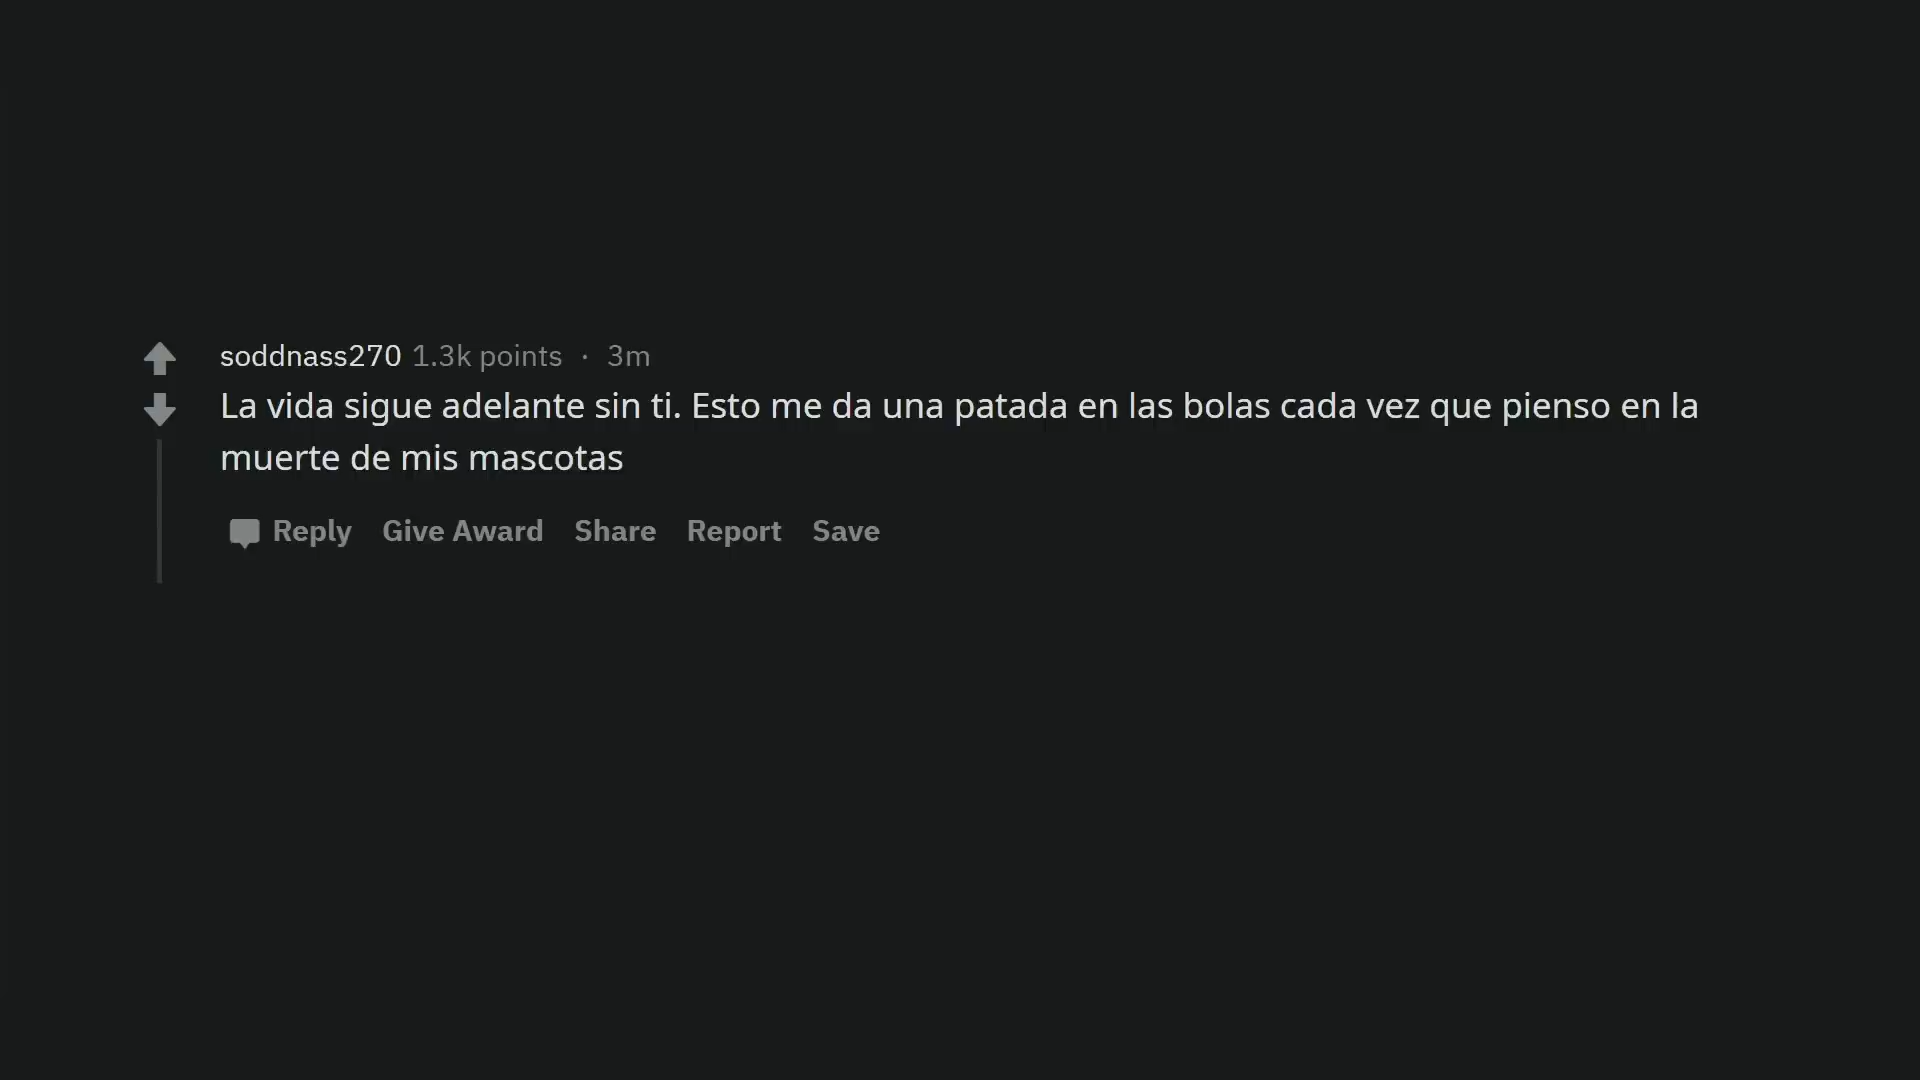 soddnass270 1.3k points · 3m
La vida sigue adelante sin ti. Esto me da una patada en las bolas cada vez que pienso en la
muerte de mis mascotas
Reply Give Award Share Report Save